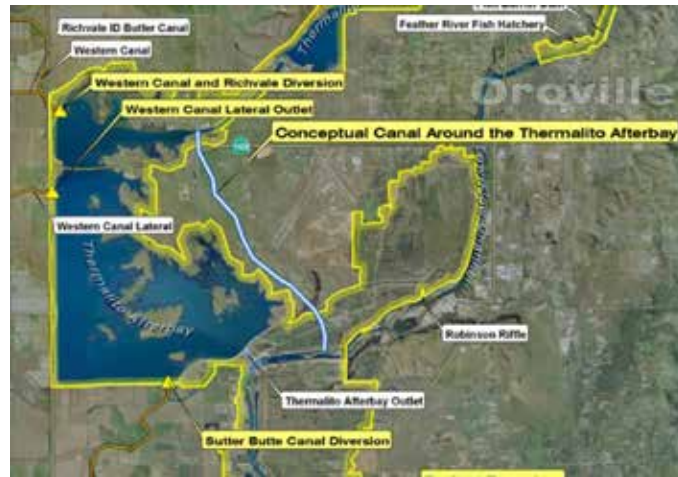 Richvale ID Butler Canal
Feather River Fish Hatchery
Western Canal
Western Canal and Richvale Diversion
Oroville
Western Canal Lateral Outlet
Conceptual Canal Around the Thermalito Afterbay
Western Canal Lateral
Thermalito Afterbay
Robinson Riffle
Thermalito Afterbay Outlet
Sutter Butte Canal Diversion